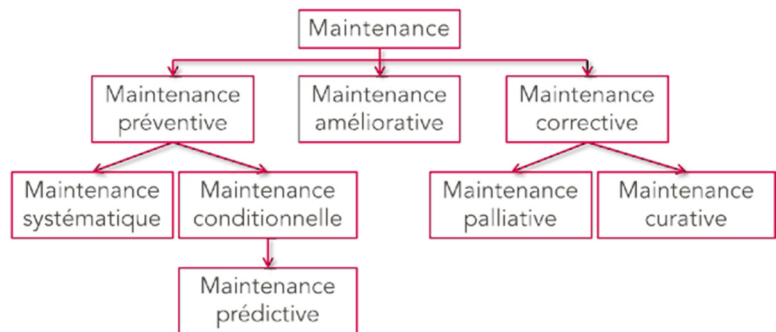 Maintenance
Maintenance
préventive
Maintenance
améliorative
Maintenance
corrective
Maintenance
systématique
Maintenance
conditionnelle
Maintenance
palliative
Maintenance
curative
Maintenance
prédictive